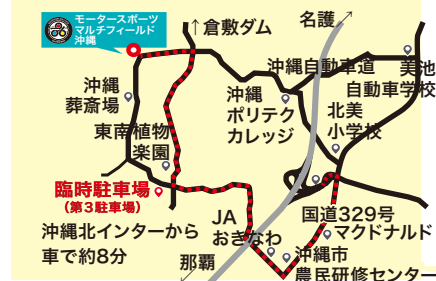 モータースポーツ
マルチフィールド
沖縄
↑倉敷ダム
名護↗
沖縄自動車道
美池
自動車学校
沖縄
葬斎場
沖縄
ポリテク
カレッジ
北美
小学校
東南植物
楽園
臨時駐車場
(第3駐車場)
沖縄北インターから
車で約8分
JA
おきなわ
国道329号
マクドナルド
沖縄市
農民研修センター
那覇
↙